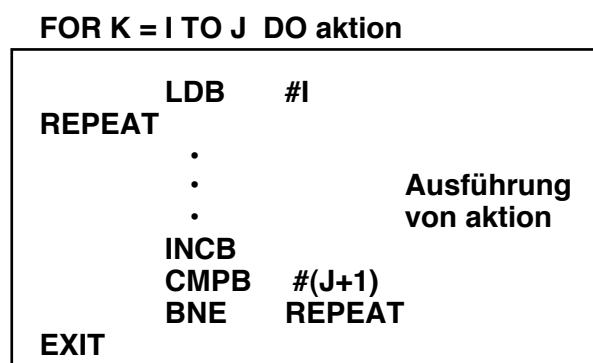 FOR K = I TO J DO aktion
LDB #I
REPEAT
.
. Ausführung
. von aktion
INCB
CMPB #(J+1)
BNE REPEAT
EXIT